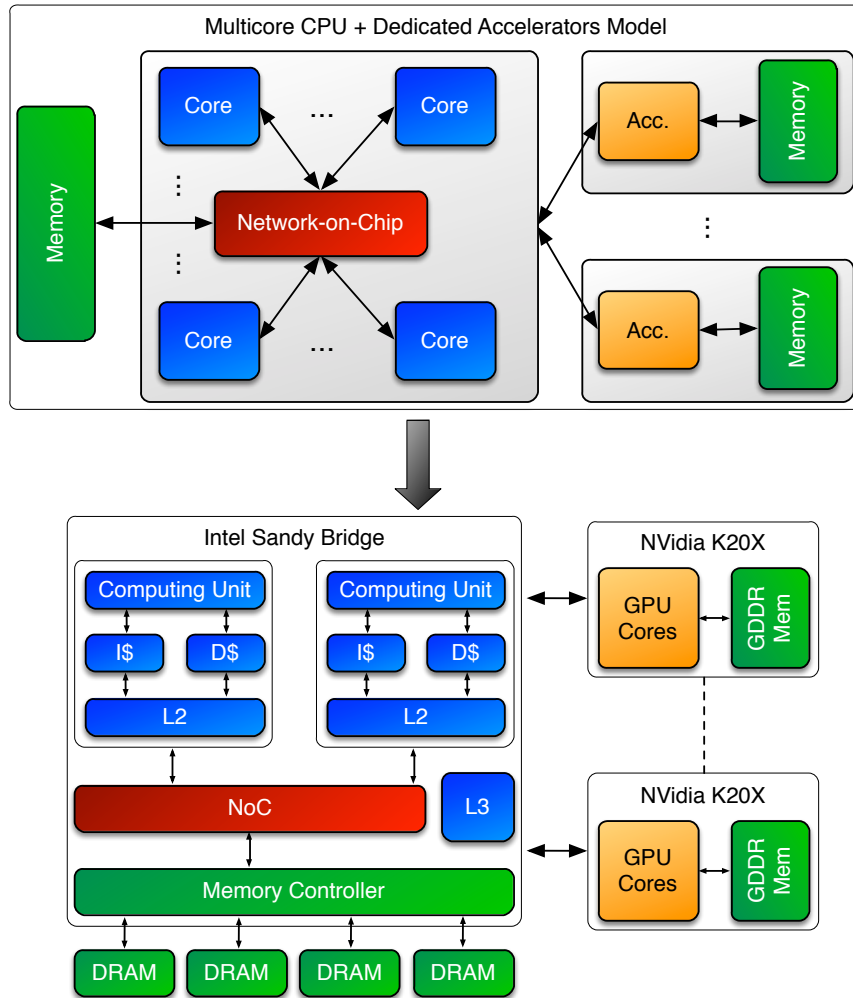 Multicore CPU + Dedicated Accelerators Model
Memory
Core
...
Core
Acc.
Memory
...
Network-on-Chip
...
...
Core
...
Core
Acc.
Memory
Intel Sandy Bridge
Computing Unit
I$
D$
L2
Computing Unit
I$
D$
L2
NoC
L3
Memory Controller
DRAM
DRAM
DRAM
DRAM
NVidia K20X
GPU
Cores
GDDR
Mem
NVidia K20X
GPU
Cores
GDDR
Mem